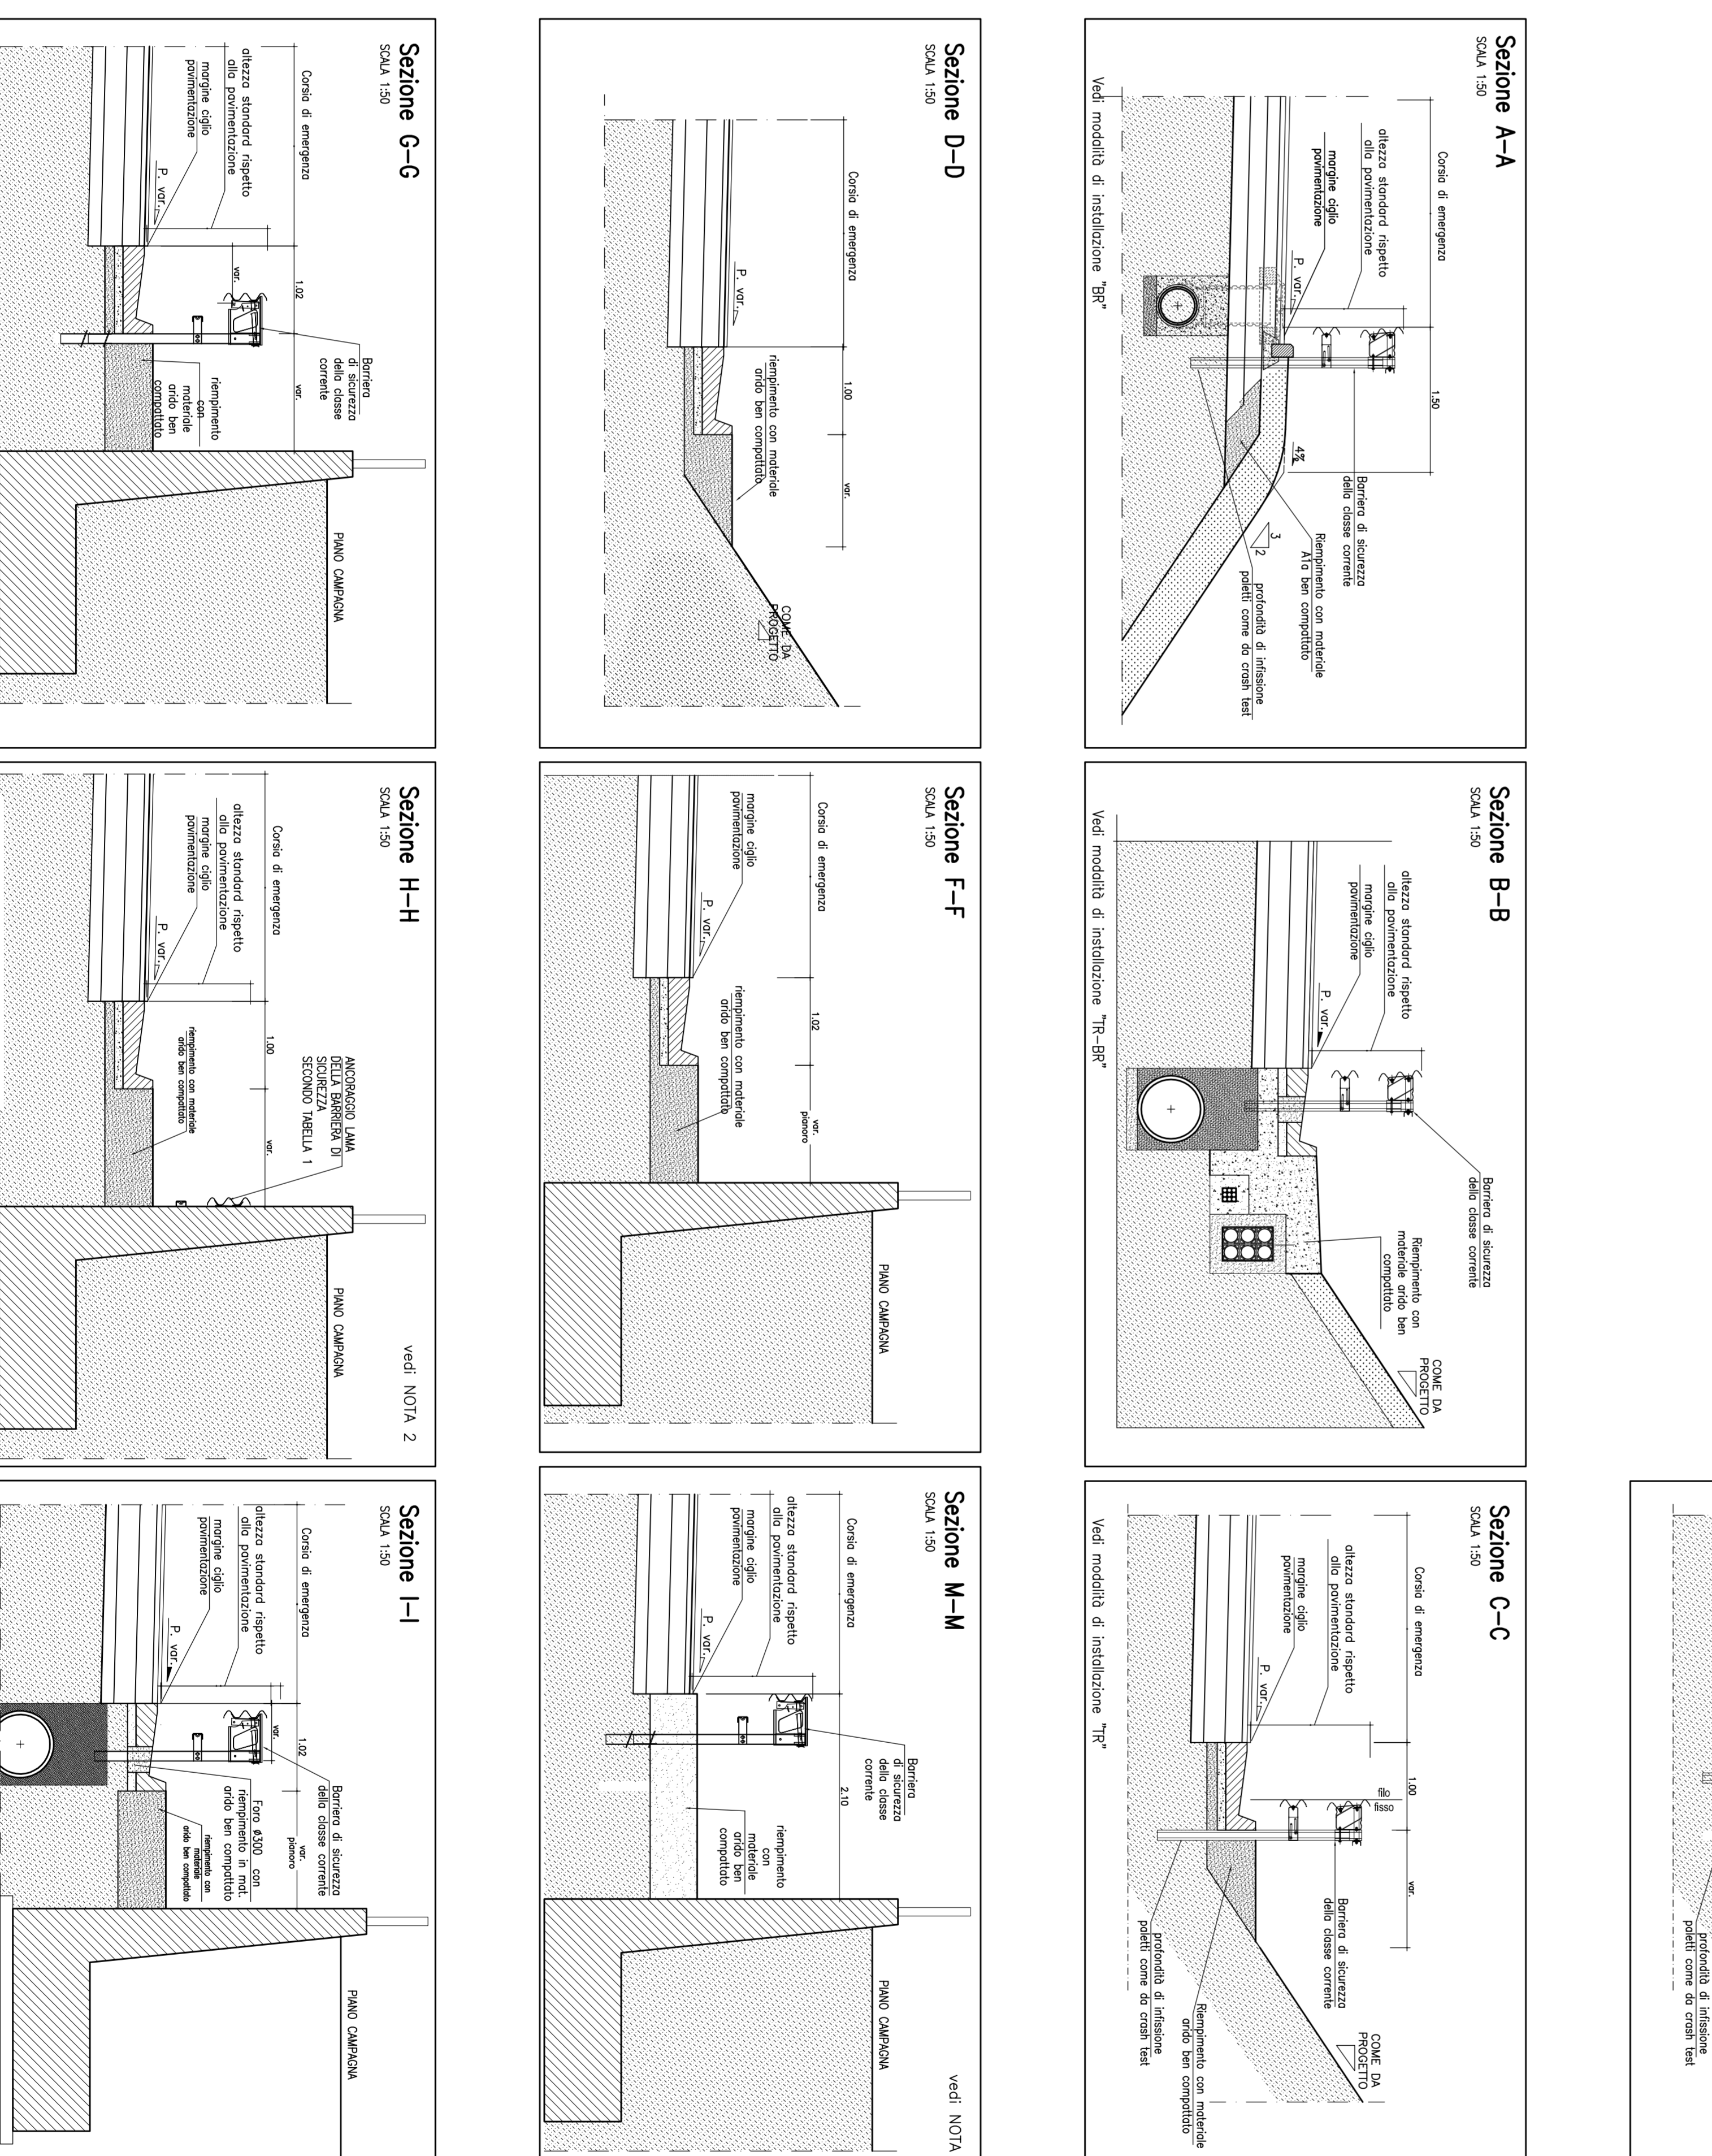 Sezione A–A
SCALA 1:50
Corsia di emergenza
1.50
altezza standard rispetto
alla pavimentazione
margine ciglio
pavimentazione
P. var.
4%
Barriera di sicurezza
della classe corrente
3
2
Riempimento con materiale
A1a ben compattato
profondità di infissione
paletti come da crash test
Vedi modalità di installazione "BR"
Sezione B–B
SCALA 1:50
altezza standard rispetto
alla pavimentazione
margine ciglio
pavimentazione
P. var.
Barriera di sicurezza
della classe corrente
Riempimento con
materiale arido ben
compattato
COME DA
PROGETTO
Vedi modalità di installazione "TR–BR"
Sezione C–C
SCALA 1:50
Corsia di emergenza
1.00
var.
altezza standard rispetto
alla pavimentazione
margine ciglio
pavimentazione
P. var.
filo
fisso
Barriera di sicurezza
della classe corrente
COME DA
PROGETTO
Riempimento con materiale
arido ben compattato
profondità di infissione
paletti come da crash test
Vedi modalità di installazione "TR"
profondità di infissione
paletti come da crash test
Sezione D–D
SCALA 1:50
Corsia di emergenza
1.00
var.
P. var.
riempimento con materiale
arido ben compattato
COME DA
PROGETTO
Sezione F–F
SCALA 1:50
Corsia di emergenza
1.02
var.
pianoro
margine ciglio
pavimentazione
P. var.
riempimento con materiale
arido ben compattato
PIANO CAMPAGNA
Sezione M–M
SCALA 1:50
vedi NOTA
Corsia di emergenza
2.10
altezza standard rispetto
alla pavimentazione
margine ciglio
pavimentazione
P. var.
Barriera
di sicurezza
della classe
corrente
riempimento
con
materiale
arido ben
compattato
PIANO CAMPAGNA
Sezione G–G
SCALA 1:50
Corsia di emergenza
1.02
var.
altezza standard rispetto
alla pavimentazione
margine ciglio
pavimentazione
P. var.
var.
Barriera
di sicurezza
della classe
corrente
riempimento
con
materiale
arido ben
compattato
PIANO CAMPAGNA
Sezione H–H
SCALA 1:50
vedi NOTA 2
Corsia di emergenza
1.00
var.
altezza standard rispetto
alla pavimentazione
margine ciglio
pavimentazione
P. var.
ANCORAGGIO LAMA
DELLA BARRIERA DI
SICUREZZA
SECONDO TABELLA 1
riempimento con materiale
arido ben compattato
PIANO CAMPAGNA
Sezione I–I
SCALA 1:50
Corsia di emergenza
1.02
var.
pianoro
altezza standard rispetto
alla pavimentazione
margine ciglio
pavimentazione
P. var.
var.
Barriera di sicurezza
della classe corrente
Foro ø300 con
riempimento in mat.
arido ben compattato
riempimento con
materiale
arido ben compattato
PIANO CAMPAGNA